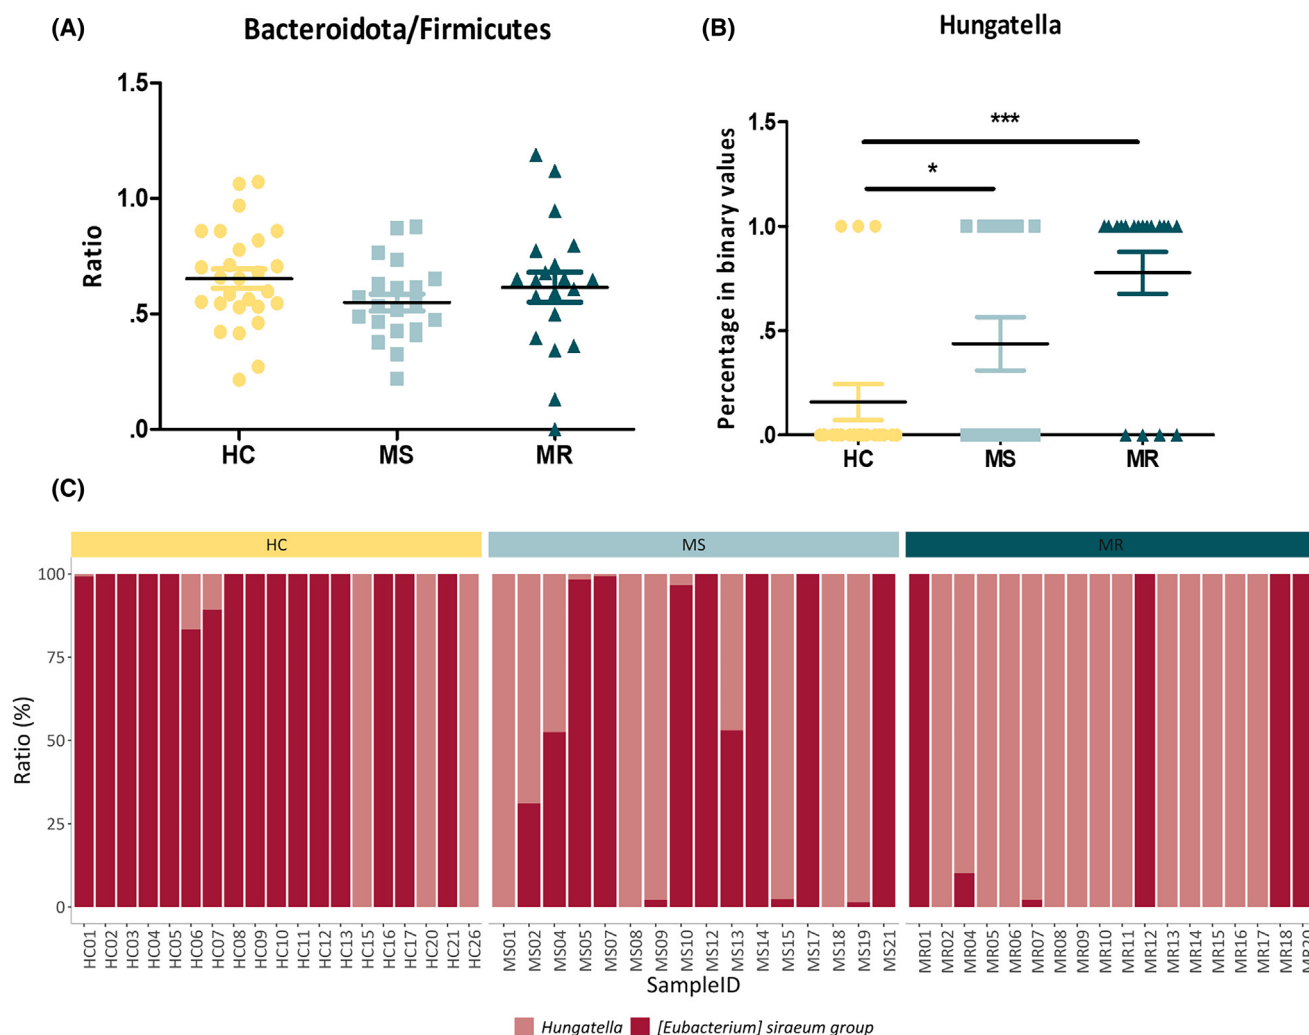 (A)
Bacteroidota/Firmicutes
1.5
1.0
.5
.0
Ratio
HC
MS
MR
(B)
Hungatella
1.5
1.0
.5
.0
Percentage in binary values
***
*
HC
MS
MR
(C)
HC
MS
MR
100
75
50
25
0
Ratio (%)
HC01
HC02
HC03
HC04
HC05
HC06
HC07
HC08
HC09
HC10
HC11
HC12
HC13
HC15
HC16
HC17
HC20
HC21
HC26
MS01
MS02
MS04
MS05
MS07
MS08
MS09
MS10
MS12
MS13
MS14
MS15
MS17
MS18
MS19
MS21
MR01
MR02
MR04
MR05
MR06
MR07
MR08
MR09
MR10
MR11
MR12
MR13
MR14
MR15
MR16
MR17
MR18
MR20
SampleID
Hungatella
[Eubacterium] siraeum group